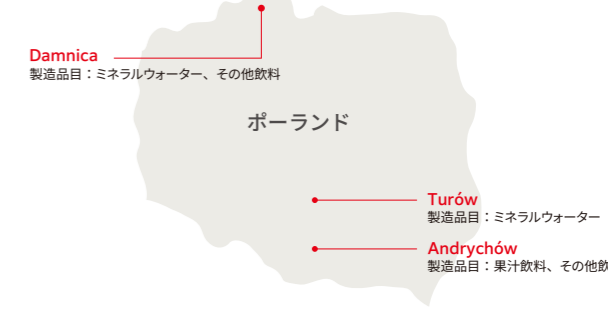 Damnica
製造品目：ミネラルウォーター、その他飲料
ポーランド
Turów
製造品目：ミネラルウォーター
Andrychów
製造品目：果汁飲料、その他飲